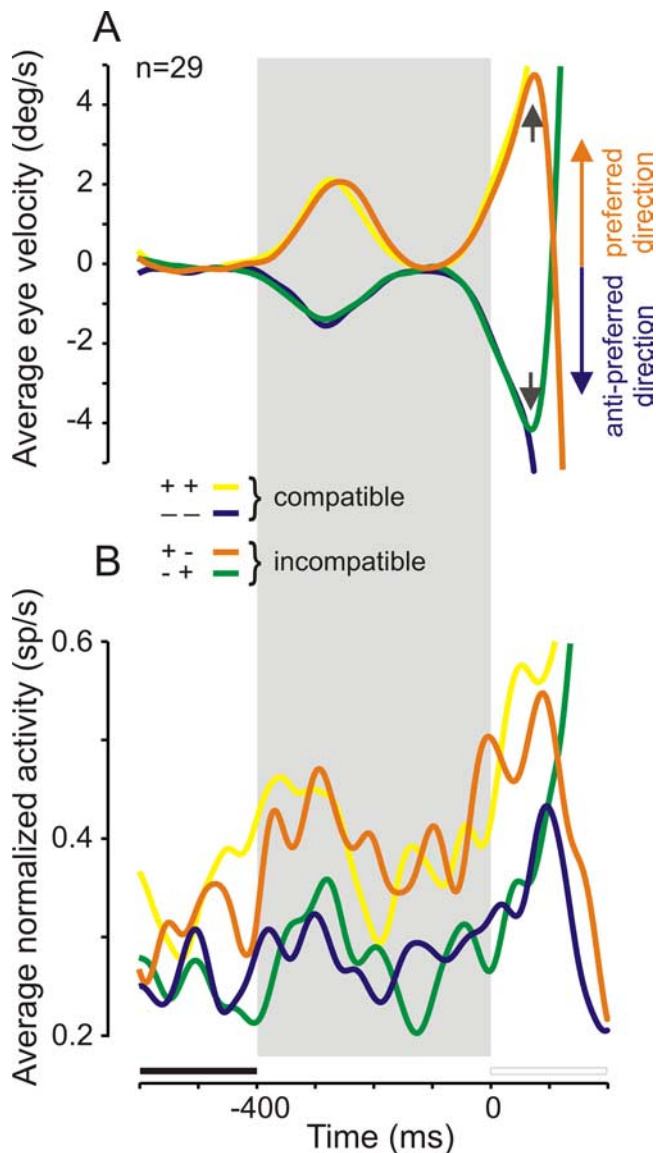 A
n=29
Average eye velocity (deg/s)
4
2
0
-2
-4
preferred
direction
anti-preferred
direction
+ + compatible
— —
+ - incompatible
- +
B
Average normalized activity (sp/s)
0.6
0.4
0.2
-400 0
Time (ms)